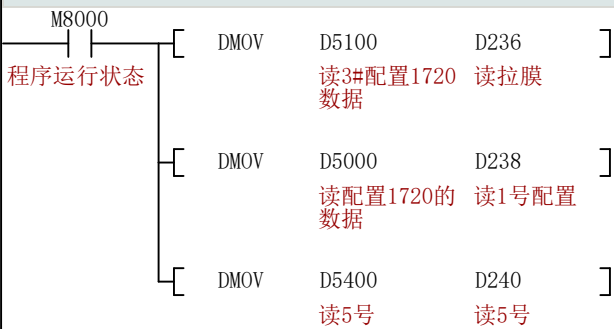 M8000
DMOV D5100 D236
程序运行状态 读3#配置1720 读拉膜
数据
DMOV D5000 D238
读配置1720的 读1号配置
数据
DMOV D5400 D240
读5号 读5号